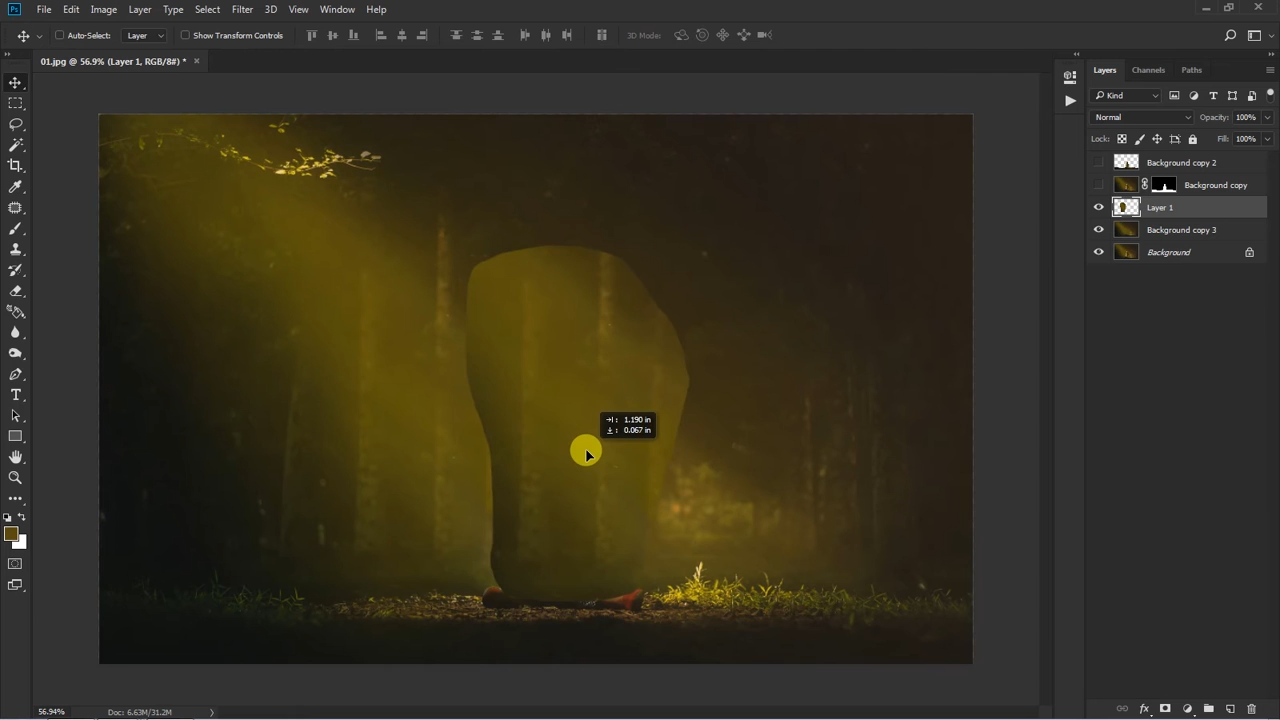 Ps File Edit Image Layer Type Select Filter 3D View Window Help
Auto-Select: Layer Show Transform Controls 3D Mode:
01.jpg @ 56.9% (Layer 1, RGB/8#) * ×
Layers Channels Paths
Kind
Normal Opacity: 100%
Lock: Fill: 100%
Background copy 2
Background copy
Layer 1
Background copy 3
Background
1.190 in
0.067 in
56.94% Doc: 6.63M/31.2M